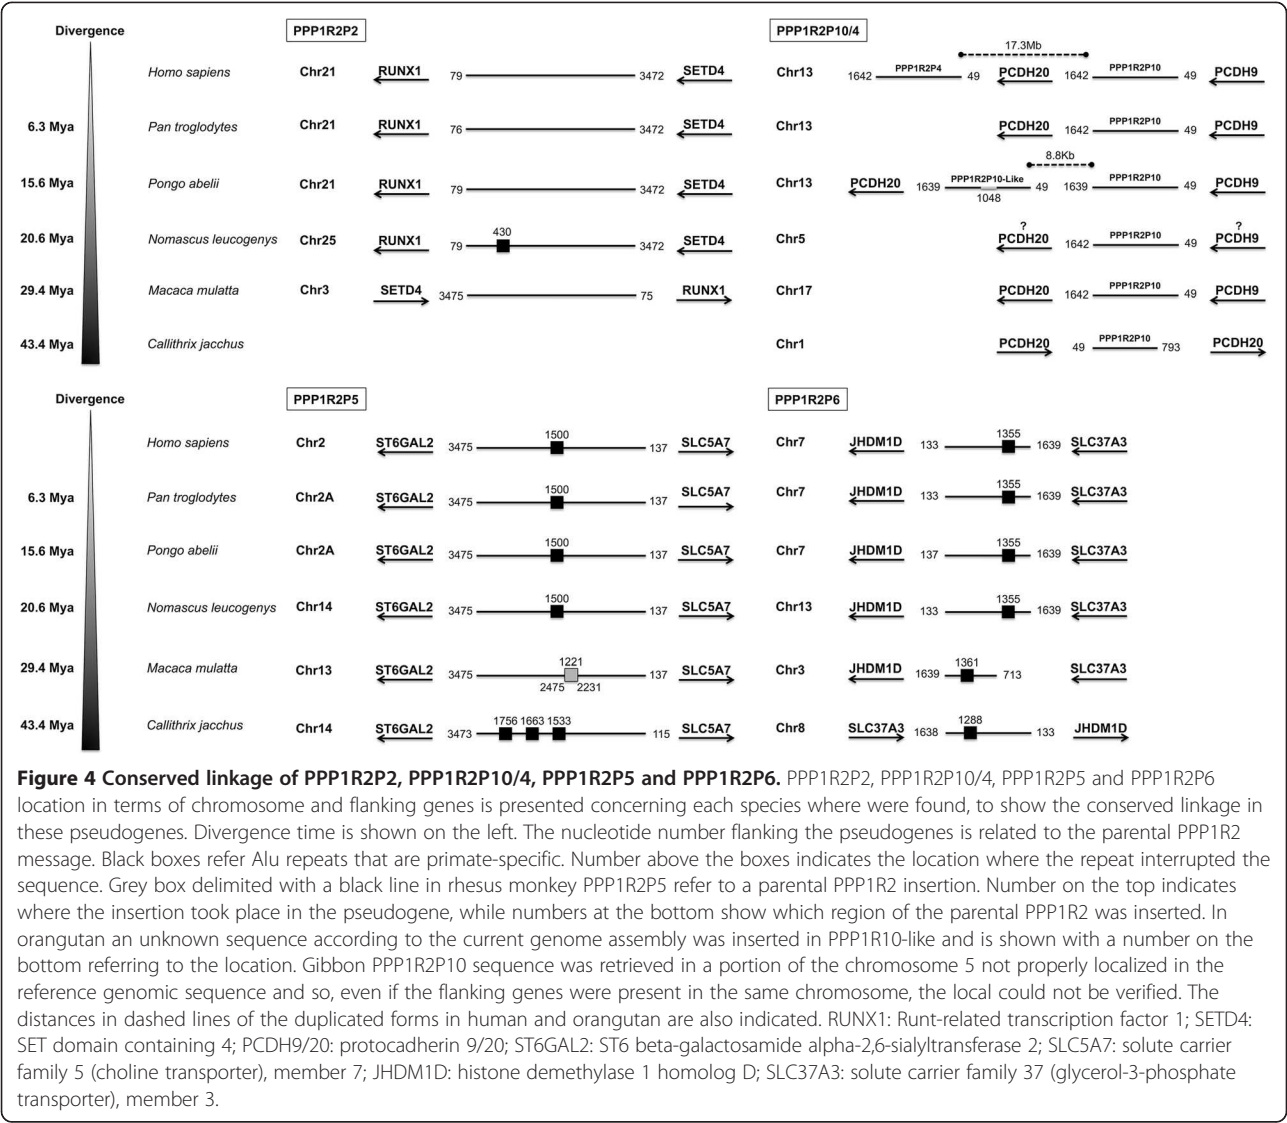 Divergence PPP1R2P2 PPP1R2P10/4
17.3Mb
Homo sapiens Chr21 RUNX1 79 3472 SETD4 Chr13 1642 PPP1R2P4 49 PCDH20 1642 PPP1R2P10 49 PCDH9
6.3 Mya Pan troglodytes Chr21 RUNX1 76 3472 SETD4 Chr13 PCDH20 1642 PPP1R2P10 49 PCDH9
8.8Kb
15.6 Mya Pongo abelii Chr21 RUNX1 79 3472 SETD4 Chr13 PCDH20 1639 PPP1R2P10-Like 49 1639 PPP1R2P10 49 PCDH9
1048
430 ? ?
20.6 Mya Nomascus leucogenys Chr25 RUNX1 79 3472 SETD4 Chr5 PCDH20 1642 PPP1R2P10 49 PCDH9
29.4 Mya Macaca mulatta Chr3 SETD4 3475 75 RUNX1 Chr17 PCDH20 1642 PPP1R2P10 49 PCDH9
43.4 Mya Callithrix jacchus Chr1 PCDH20 49 PPP1R2P10 793 PCDH20
Divergence PPP1R2P5 PPP1R2P6
1500 1355
Homo sapiens Chr2 ST6GAL2 3475 137 SLC5A7 Chr7 JHDM1D 133 1639 SLC37A3
1500 1355
6.3 Mya Pan troglodytes Chr2A ST6GAL2 3475 137 SLC5A7 Chr7 JHDM1D 133 1639 SLC37A3
1500 1355
15.6 Mya Pongo abelii Chr2A ST6GAL2 3475 137 SLC5A7 Chr7 JHDM1D 137 1639 SLC37A3
1500 1355
20.6 Mya Nomascus leucogenys Chr14 ST6GAL2 3475 137 SLC5A7 Chr13 JHDM1D 133 1639 SLC37A3
1221 1361
29.4 Mya Macaca mulatta Chr13 ST6GAL2 3475 137 SLC5A7 Chr3 JHDM1D 1639 713 SLC37A3
2475 2231
1756 1663 1533 1288
43.4 Mya Callithrix jacchus Chr14 ST6GAL2 3473 115 SLC5A7 Chr8 SLC37A3 1638 133 JHDM1D
Figure 4 Conserved linkage of PPP1R2P2, PPP1R2P10/4, PPP1R2P5 and PPP1R2P6. PPP1R2P2, PPP1R2P10/4, PPP1R2P5 and PPP1R2P6
location in terms of chromosome and flanking genes is presented concerning each species where were found, to show the conserved linkage in
these pseudogenes. Divergence time is shown on the left. The nucleotide number flanking the pseudogenes is related to the parental PPP1R2
message. Black boxes refer Alu repeats that are primate-specific. Number above the boxes indicates the location where the repeat interrupted the
sequence. Grey box delimited with a black line in rhesus monkey PPP1R2P5 refer to a parental PPP1R2 insertion. Number on the top indicates
where the insertion took place in the pseudogene, while numbers at the bottom show which region of the parental PPP1R2 was inserted. In
orangutan an unknown sequence according to the current genome assembly was inserted in PPP1R10-like and is shown with a number on the
bottom referring to the location. Gibbon PPP1R2P10 sequence was retrieved in a portion of the chromosome 5 not properly localized in the
reference genomic sequence and so, even if the flanking genes were present in the same chromosome, the local could not be verified. The
distances in dashed lines of the duplicated forms in human and orangutan are also indicated. RUNX1: Runt-related transcription factor 1; SETD4:
SET domain containing 4; PCDH9/20: protocadherin 9/20; ST6GAL2: ST6 beta-galactosamide alpha-2,6-sialyltransferase 2; SLC5A7: solute carrier
family 5 (choline transporter), member 7; JHDM1D: histone demethylase 1 homolog D; SLC37A3: solute carrier family 37 (glycerol-3-phosphate
transporter), member 3.